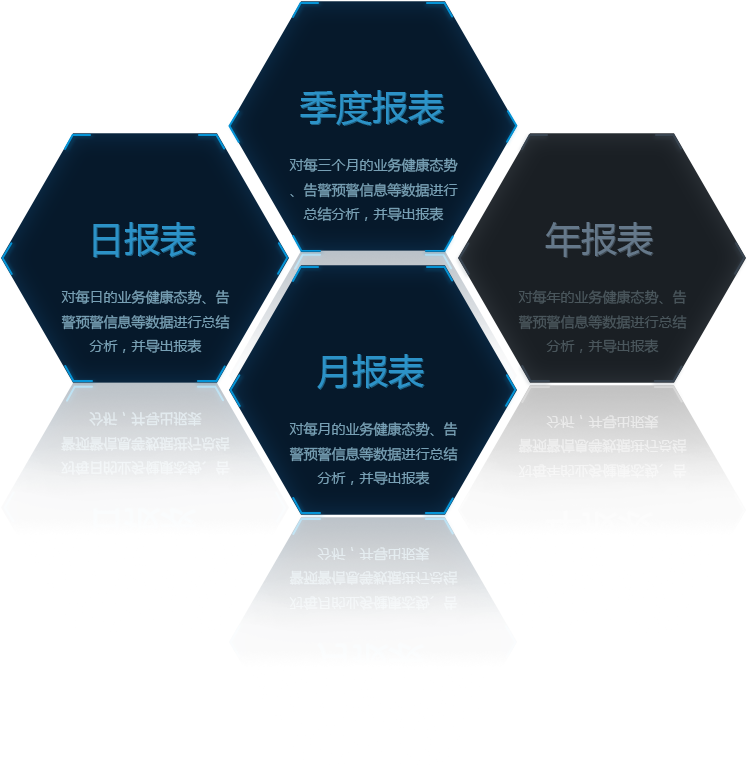 季度报表
对每三个月的业务健康态势
、告警预警信息等数据进行
总结分析，并导出报表
日报表
对每日的业务健康态势、告
警预警信息等数据进行总结
分析，并导出报表
年报表
对每年的业务健康态势、告
警预警信息等数据进行总结
分析，并导出报表
月报表
对每月的业务健康态势、告
警预警信息等数据进行总结
分析，并导出报表